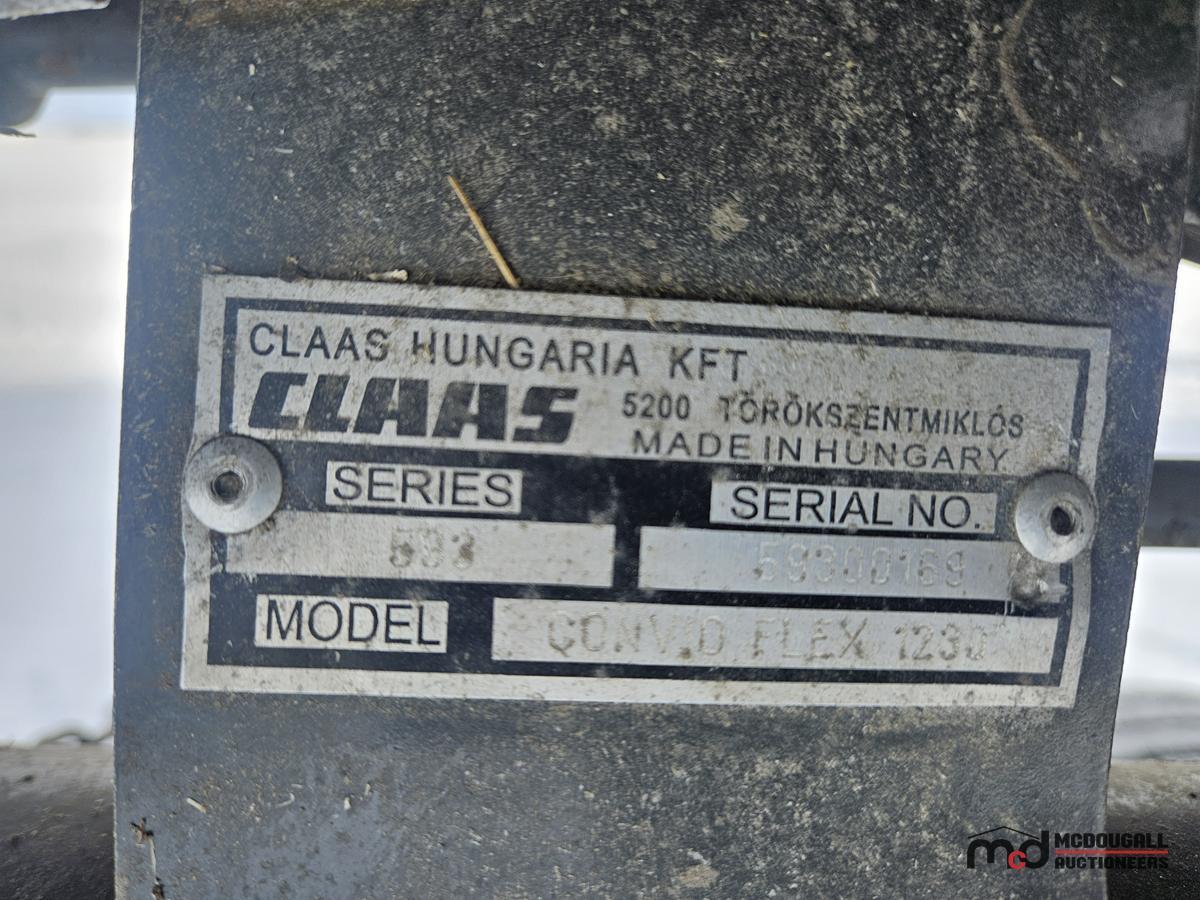 CLAAS HUNGARIA KFT
CLAAS 5200 TÖRÖKSZENTMIKLÓS
MADE IN HUNGARY
SERIES SERIAL NO.
593 59300169
MODEL CONVIO FLEX 1230
mcd MCDOUGALL
AUCTIONEERS